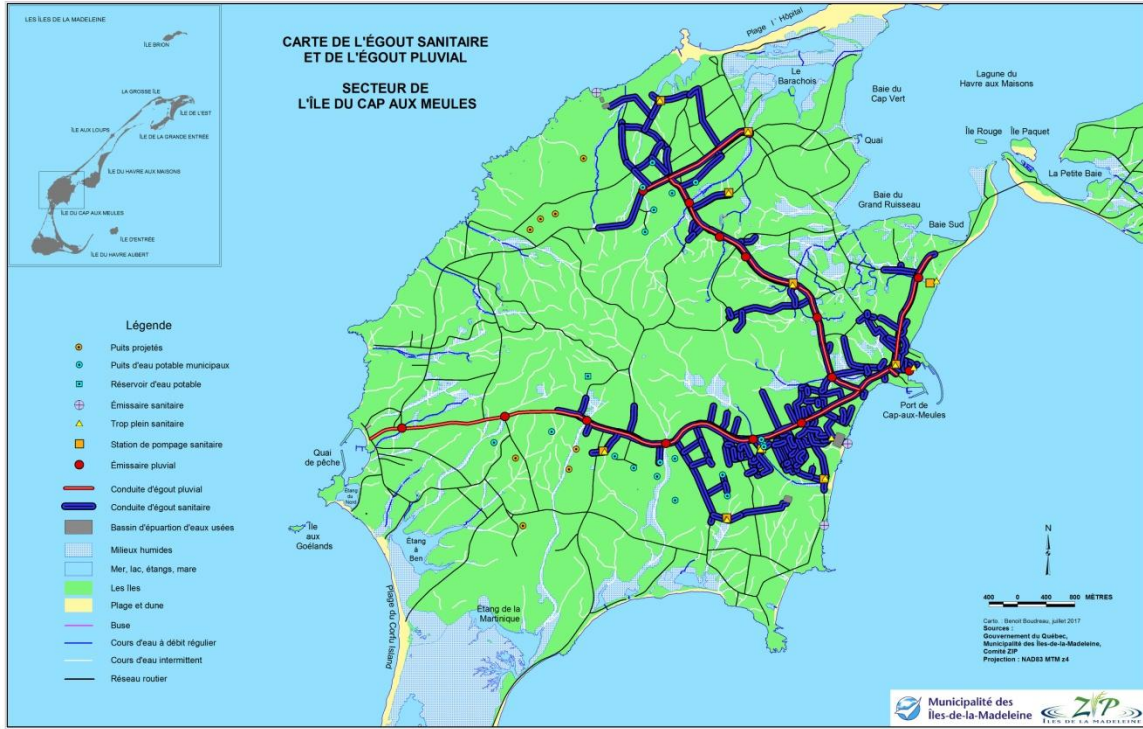 LES ÎLES DE LA MADELEINE
ÎLE BRION
LA GROSSE ÎLE
ÎLE DE L'EST
ÎLE AUX LOUPS
ÎLE DE LA GRANDE ENTRÉE
ÎLE DU HAVRE AUX MAISONS
ÎLE DU CAP AUX MEULES
ÎLE D'ENTRÉE
ÎLE DU HAVRE AUBERT
CARTE DE L'ÉGOUT SANITAIRE
ET DE L'ÉGOUT PLUVIAL
SECTEUR DE
L'ÎLE DU CAP AUX MEULES
Plage l' Hôpital
Le
Barachois
Baie du
Cap Vert
Lagune du
Havre aux Maisons
Quai
Île Rouge
Île Paquet
La Petite Baie
Baie du
Grand Ruisseau
Baie Sud
Port de
Cap-aux-Meules
Quai
de pêche
Étang
du Nord
Île
aux
Goélands
Étang
à
Ben
Étang de la
Martinique
Plage du Corfu Island
Légende
Puits projetés
Puits d'eau potable municipaux
Réservoir d'eau potable
Émissaire sanitaire
Trop plein sanitaire
Station de pompage sanitaire
Émissaire pluvial
Conduite d'égout pluvial
Conduite d'égout sanitaire
Bassin d'épuartion d'eaux usées
Milieux humides
Mer, lac, étangs, mare
Les Iles
Plage et dune
Buse
Cours d'eau à débit régulier
Cours d'eau intermittent
Réseau routier
N
400 0 400 800 MÈTRES
Carto. : Benoit Boudreau, juillet 2017
Sources :
Gouvernement du Québec,
Municipalité des Îles-de-la-Madeleine,
Comité ZIP
Projection : NAD83 MTM z4
Municipalité des
Îles-de-la-Madeleine
ZIP
ÎLES DE LA MADELEINE